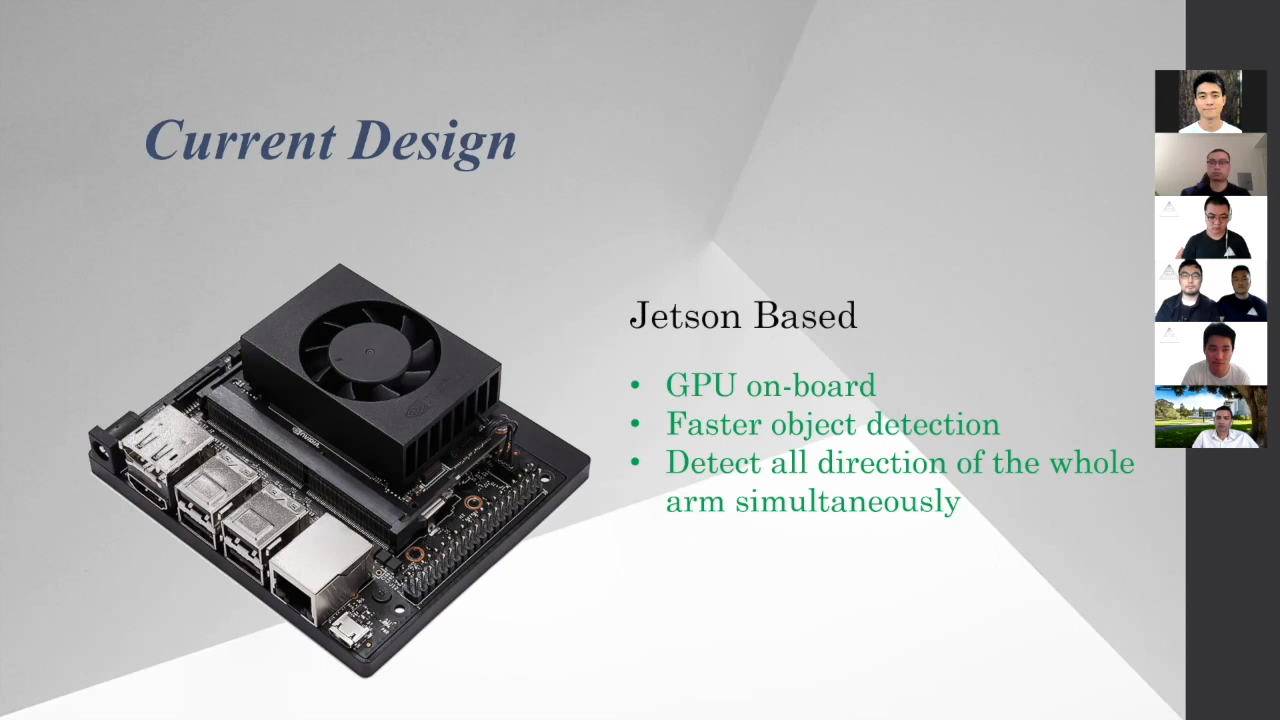 Current Design
Jetson Based
• GPU on-board
• Faster object detection
• Detect all direction of the whole
arm simultaneously